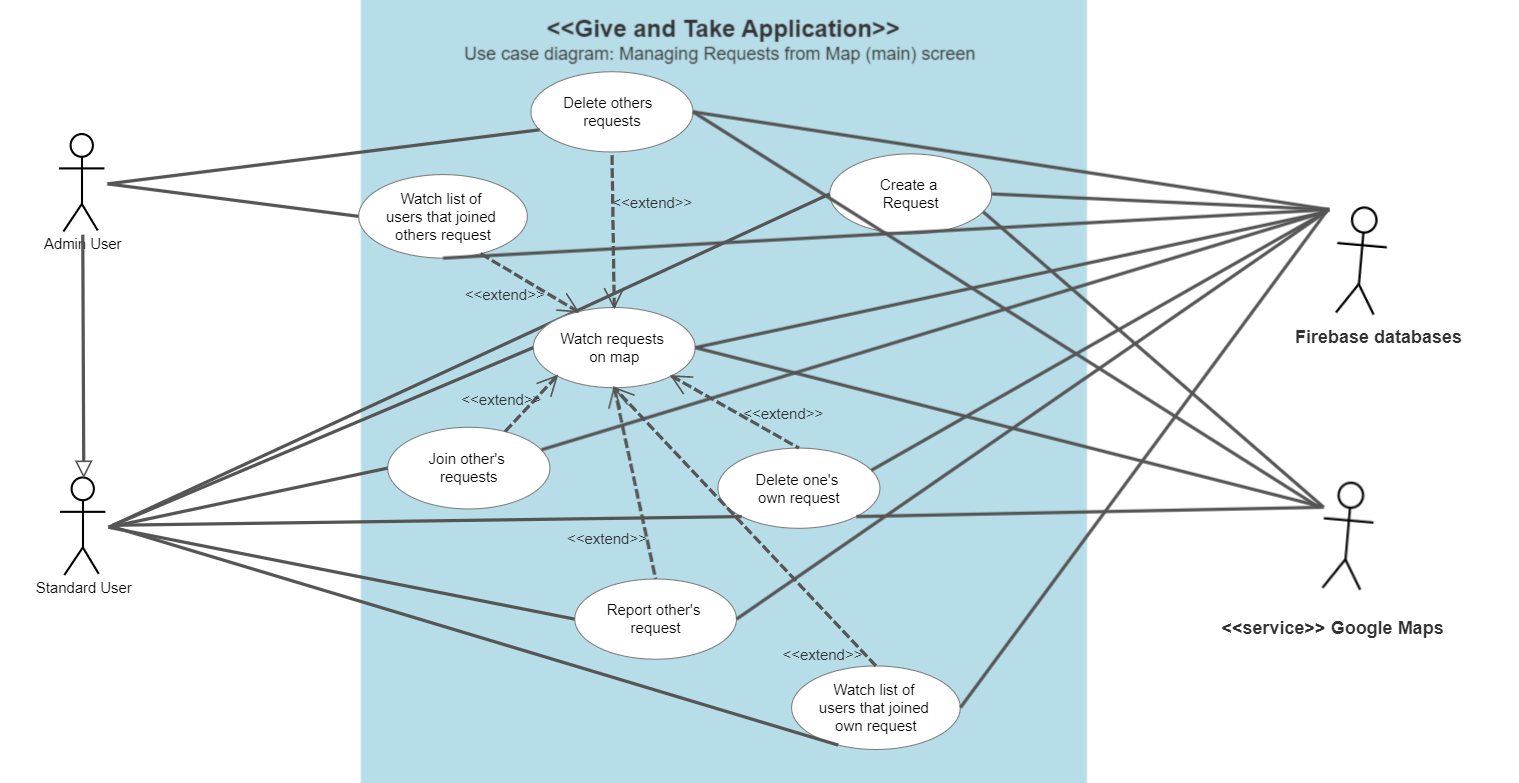 <<Give and Take Application>>
Use case diagram: Managing Requests from Map (main) screen
Delete others
requests
Admin User
Watch list of
users that joined
others request
<<extend>>
Create a
Request
<<extend>>
Firebase databases
Watch requests
on map
<<extend>>
<<extend>>
Join other's
requests
Delete one's
own request
Standard User
<<extend>>
Report other's
request
<<service>> Google Maps
<<extend>>
Watch list of
users that joined
own request